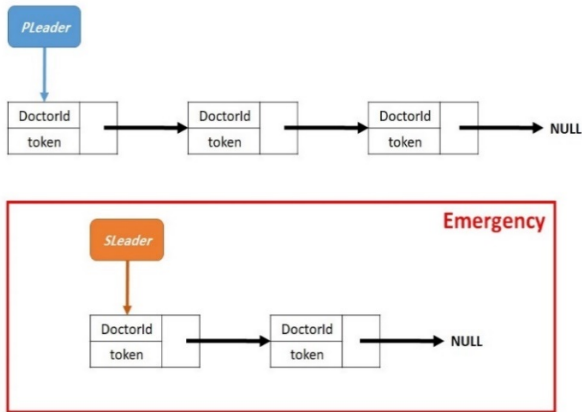 PLeader
DoctorId
token
DoctorId
token
DoctorId
token
NULL
Emergency
SLeader
DoctorId
token
DoctorId
token
NULL